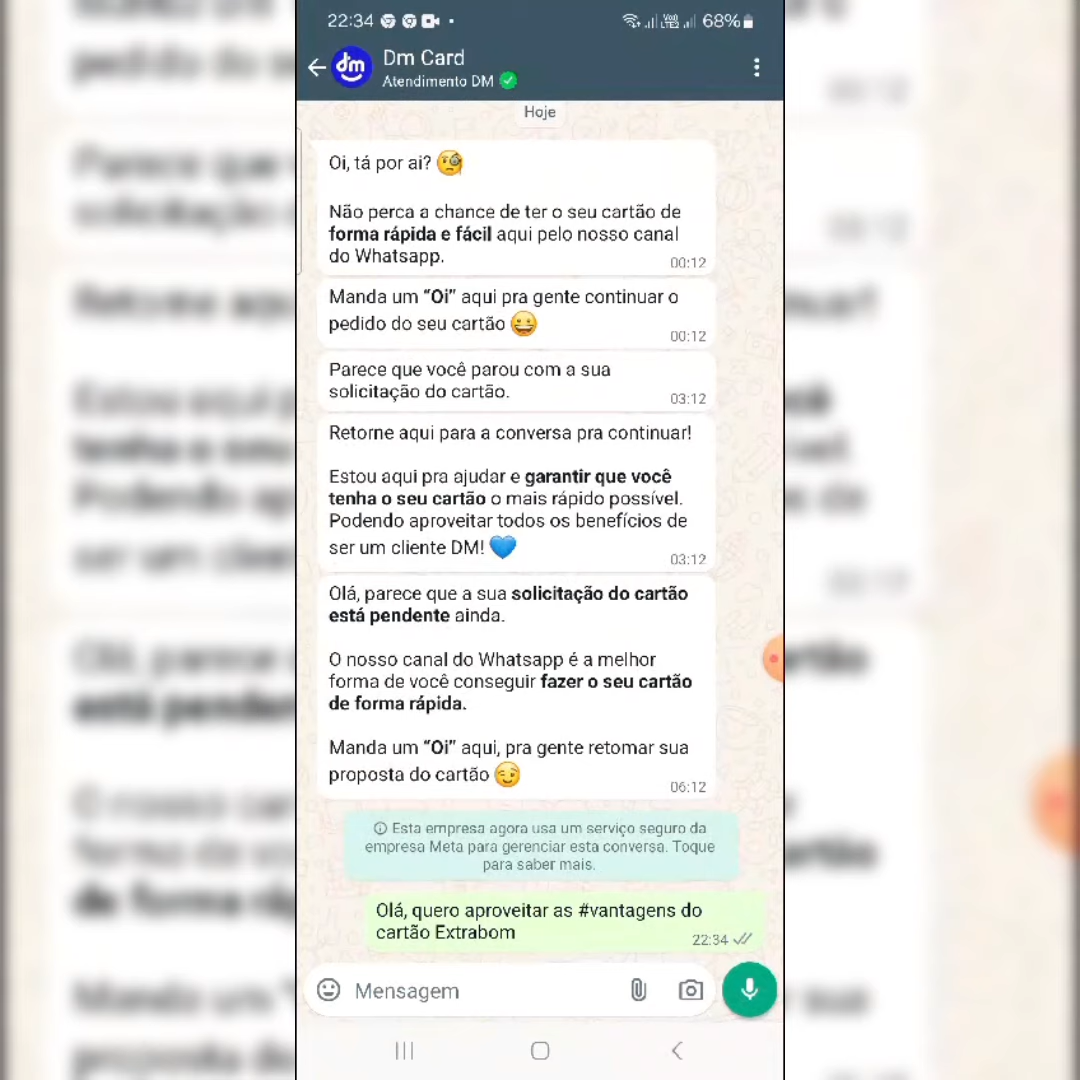 22:34
68%
dm
Dm Card
Atendimento DM
Hoje
Oi, tá por ai? 🧐
Não perca a chance de ter o seu cartão de
forma rápida e fácil aqui pelo nosso canal
do Whatsapp.
00:12
Manda um “Oi” aqui pra gente continuar o
pedido do seu cartão 😀
00:12
Parece que você parou com a sua
solicitação do cartão.
03:12
Retorne aqui para a conversa pra continuar!
Estou aqui pra ajudar e garantir que você
tenha o seu cartão o mais rápido possível.
Podendo aproveitar todos os benefícios de
ser um cliente DM! 💙
03:12
Olá, parece que a sua solicitação do cartão
está pendente ainda.
O nosso canal do Whatsapp é a melhor
forma de você conseguir fazer o seu cartão
de forma rápida.
Manda um “Oi” aqui, pra gente retomar sua
proposta do cartão 😉
06:12
Esta empresa agora usa um serviço seguro da
empresa Meta para gerenciar esta conversa. Toque
para saber mais.
Olá, quero aproveitar as #vantagens do
cartão Extrabom
22:34
Mensagem